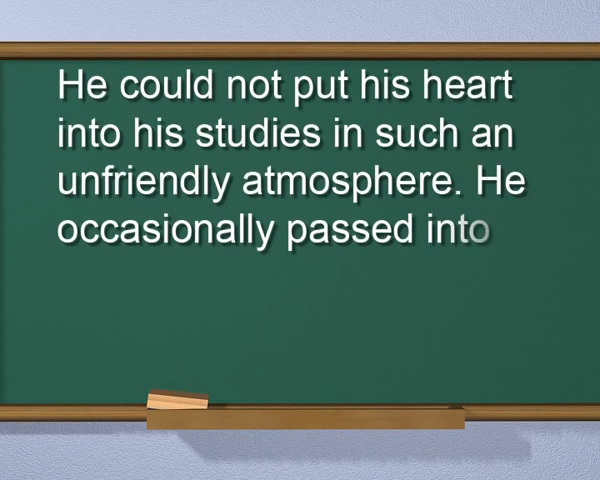 He could not put his heart
into his studies in such an
unfriendly atmosphere. He
occasionally passed into